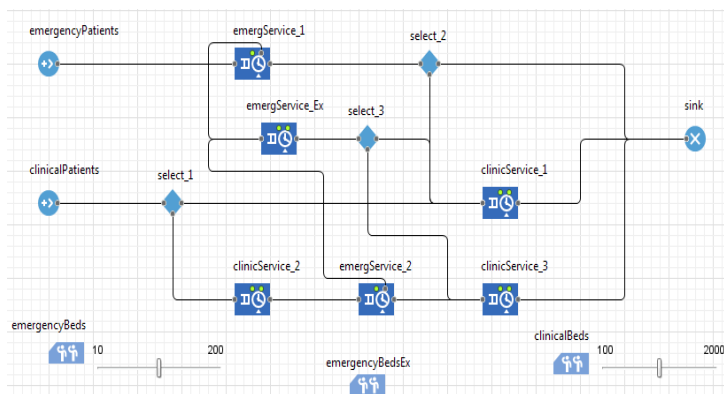 emergencyPatients
emergService_1
select_2
emergService_Ex
select_3
sink
clinicalPatients
select_1
clinicService_1
clinicService_2
emergService_2
clinicService_3
emergencyBeds
10
200
emergencyBedsEx
clinicalBeds
100
2000